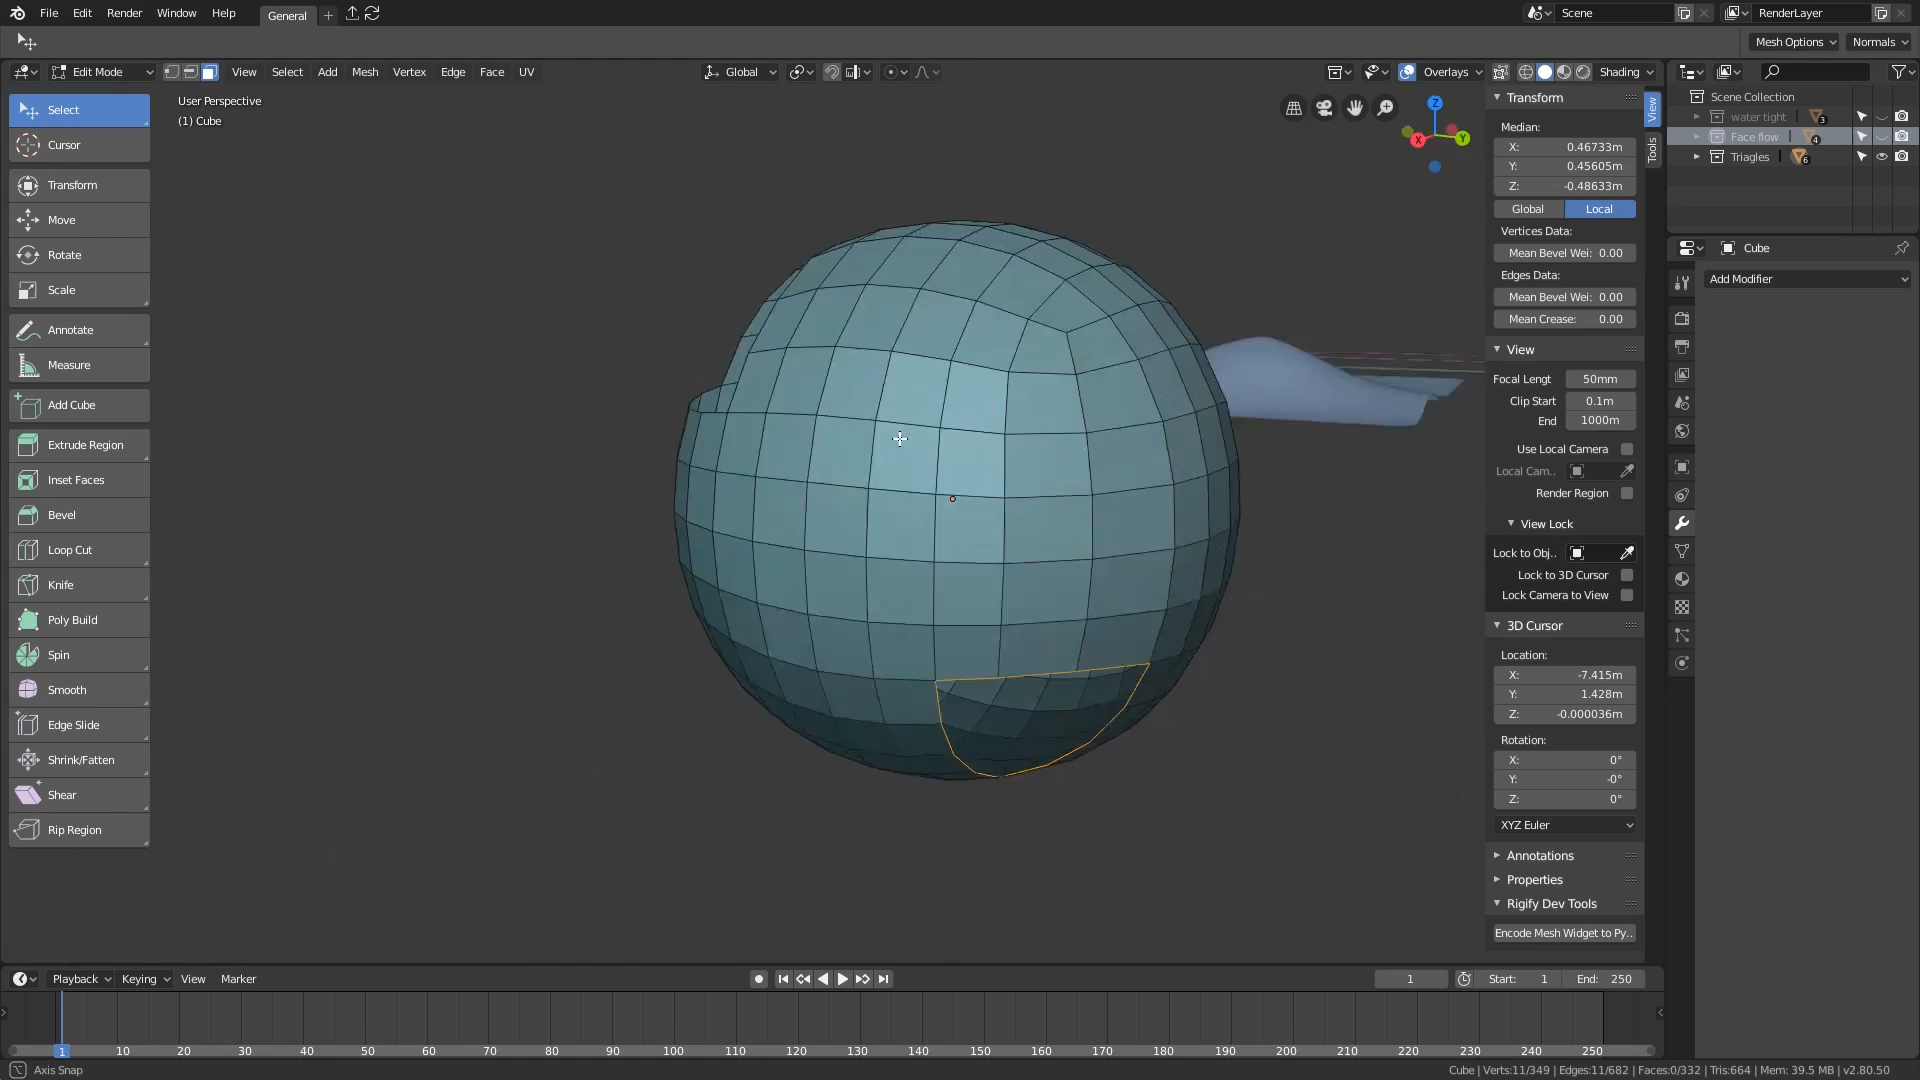 File Edit Render Window Help General + Scene RenderLayer
Mesh Options Normals
Edit Mode View Select Add Mesh Vertex Edge Face UV Global Overlays Shading
User Perspective
(1) Cube
Select
Cursor
Transform
Move
Rotate
Scale
Annotate
Measure
Add Cube
Extrude Region
Inset Faces
Bevel
Loop Cut
Knife
Poly Build
Spin
Smooth
Edge Slide
Shrink/Fatten
Shear
Rip Region
Z
X
Y
Transform
Median:
X: 0.46733m
Y: 0.45605m
Z: -0.48633m
Global Local
Vertices Data:
Mean Bevel Wei: 0.00
Edges Data:
Mean Bevel Wei: 0.00
Mean Crease: 0.00
View
Focal Lengt 50mm
Clip Start 0.1m
End 1000m
Use Local Camera
Local Cam..
Render Region
View Lock
Lock to Obj..
Lock to 3D Cursor
Lock Camera to View
3D Cursor
Location:
X: -7.415m
Y: 1.428m
Z: -0.000036m
Rotation:
X: 0°
Y: -0°
Z: 0°
XYZ Euler
Annotations
Properties
Rigify Dev Tools
Encode Mesh Widget to Py..
View
Tools
Scene Collection
water tight 3
Face flow 4
Triagles 6
Cube
Add Modifier
Playback Keying View Marker 1 Start: 1 End: 250
1 10 20 30 40 50 60 70 80 90 100 110 120 130 140 150 160 170 180 190 200 210 220 230 240 250
Axis Snap
Cube | Verts:11/349 | Edges:11/682 | Faces:0/332 | Tris:664 | Mem: 39.5 MB | v2.80.50